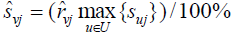 ŝ_vj = (r̂_vj max_{u∈U} {s_uj}) / 100%